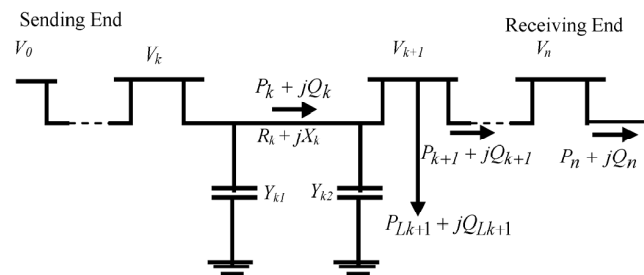 Sending End
Receiving End
V0
Vk
Vk+1
Vn
Pk + jQk
Rk + jXk
Pk+1 + jQk+1
Pn + jQn
Yk1
Yk2
PLk+1 + jQLk+1